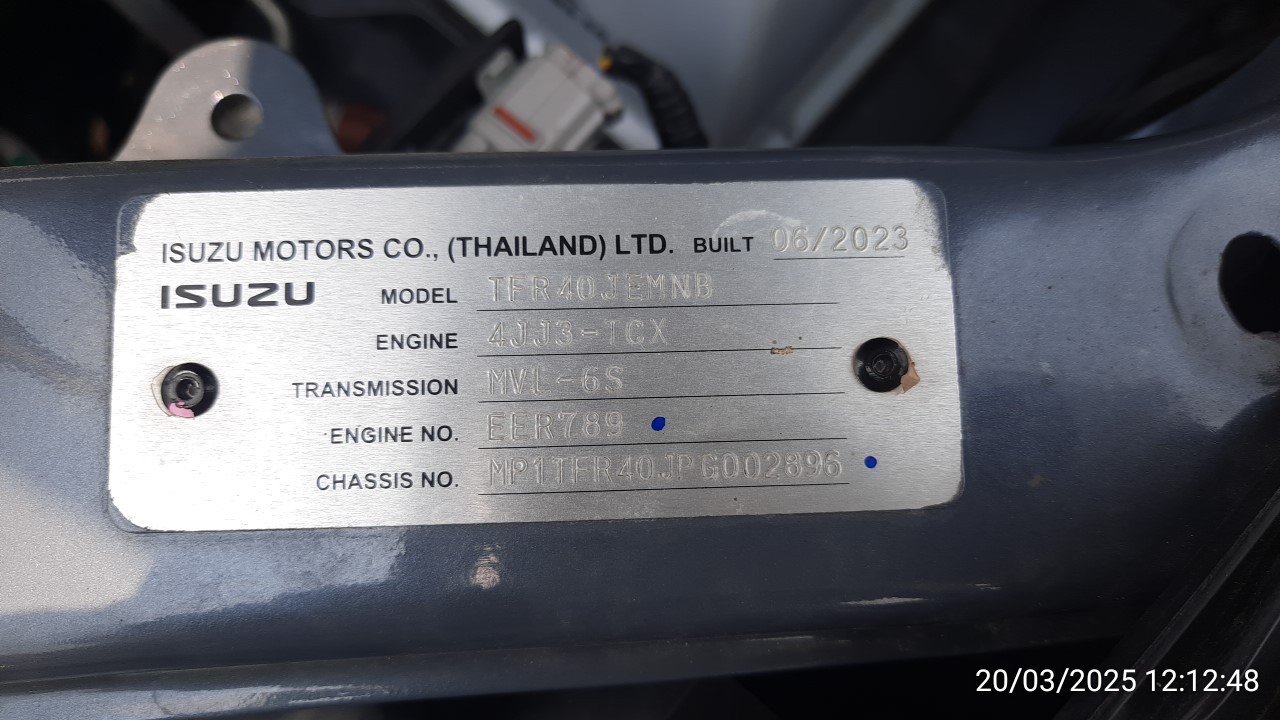 ISUZU MOTORS CO., (THAILAND) LTD. BUILT 06/2023
ISUZU MODEL TFR40JEMNB
ENGINE 4JJ3-TCX
TRANSMISSION MVL-6S
ENGINE NO. EER789
CHASSIS NO. MP1TFR40JPG002896
20/03/2025 12:12:48